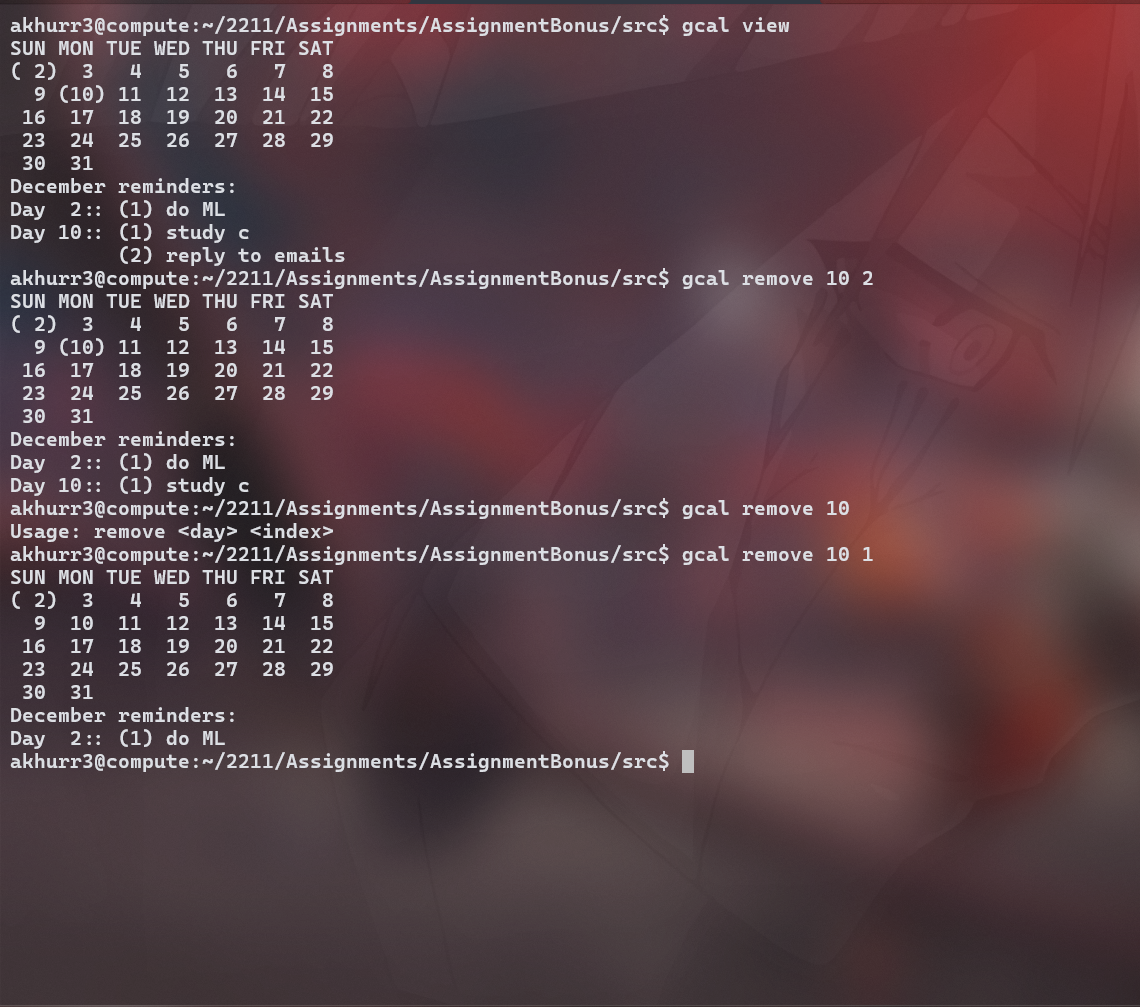 akhurr3@compute:~/2211/Assignments/AssignmentBonus/src$ gcal view
SUN MON TUE WED THU FRI SAT
( 2)  3   4   5   6   7   8
  9 (10) 11  12  13  14  15
 16  17  18  19  20  21  22
 23  24  25  26  27  28  29
 30  31
December reminders:
Day  2:: (1) do ML
Day 10:: (1) study c
         (2) reply to emails
akhurr3@compute:~/2211/Assignments/AssignmentBonus/src$ gcal remove 10 2
SUN MON TUE WED THU FRI SAT
( 2)  3   4   5   6   7   8
  9 (10) 11  12  13  14  15
 16  17  18  19  20  21  22
 23  24  25  26  27  28  29
 30  31
December reminders:
Day  2:: (1) do ML
Day 10:: (1) study c
akhurr3@compute:~/2211/Assignments/AssignmentBonus/src$ gcal remove 10
Usage: remove <day> <index>
akhurr3@compute:~/2211/Assignments/AssignmentBonus/src$ gcal remove 10 1
SUN MON TUE WED THU FRI SAT
( 2)  3   4   5   6   7   8
  9  10  11  12  13  14  15
 16  17  18  19  20  21  22
 23  24  25  26  27  28  29
 30  31
December reminders:
Day  2:: (1) do ML
akhurr3@compute:~/2211/Assignments/AssignmentBonus/src$